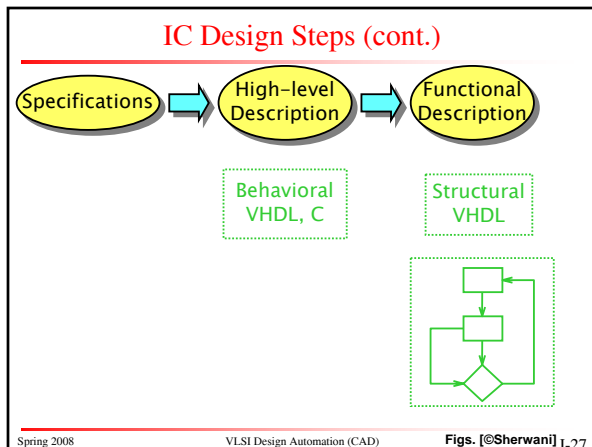 IC Design Steps (cont.)
Specifications
High-level
Description
Functional
Description
Behavioral
VHDL, C
Structural
VHDL
Spring 2008
VLSI Design Automation (CAD)
Figs. [©Sherwani]
I-27